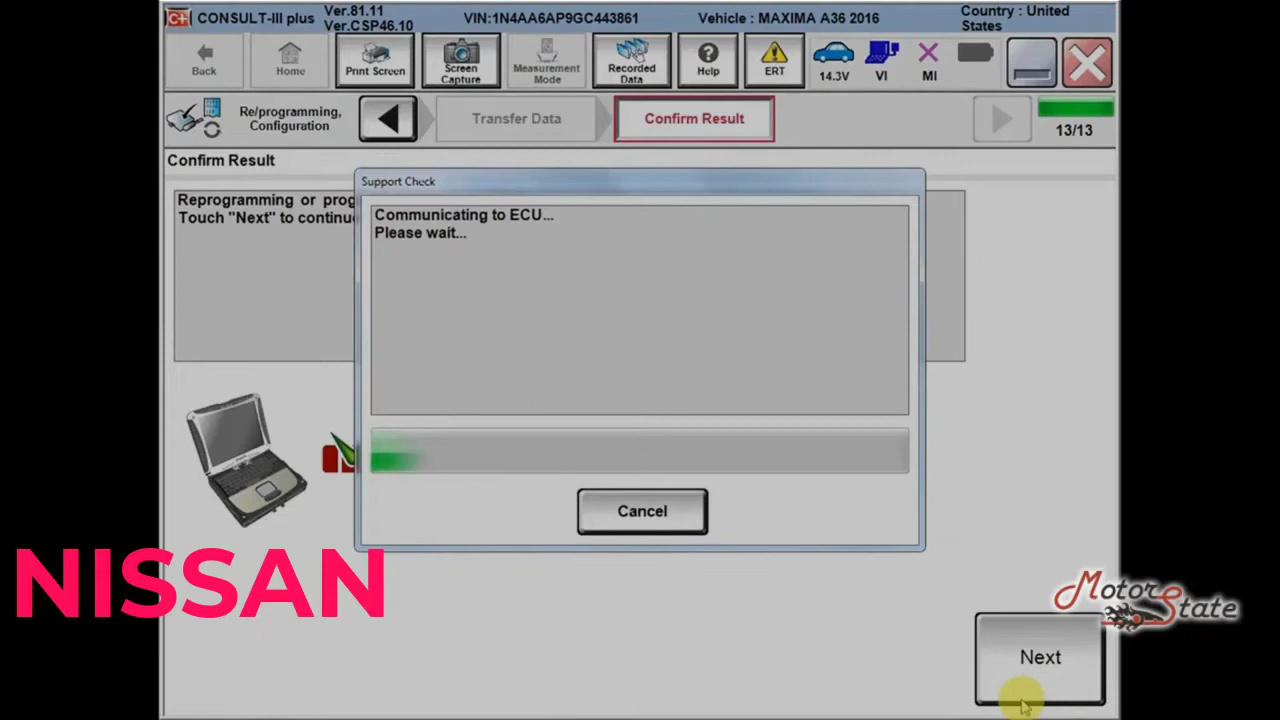 CONSULT-III plus
Ver.81.11
Ver.CSP46.10
VIN:1N4AA6AP9GC443861
Vehicle : MAXIMA A36 2016
Country : United
States
Back
Home
Print Screen
Screen
Capture
Measurement
Mode
Recorded
Data
Help
ERT
14.3V
VI
MI
Re/programming,
Configuration
Transfer Data
Confirm Result
13/13
Confirm Result
Reprogramming or prog
Touch "Next" to continue
Support Check
Communicating to ECU...
Please wait...
Cancel
NISSAN
Motor
State
Next